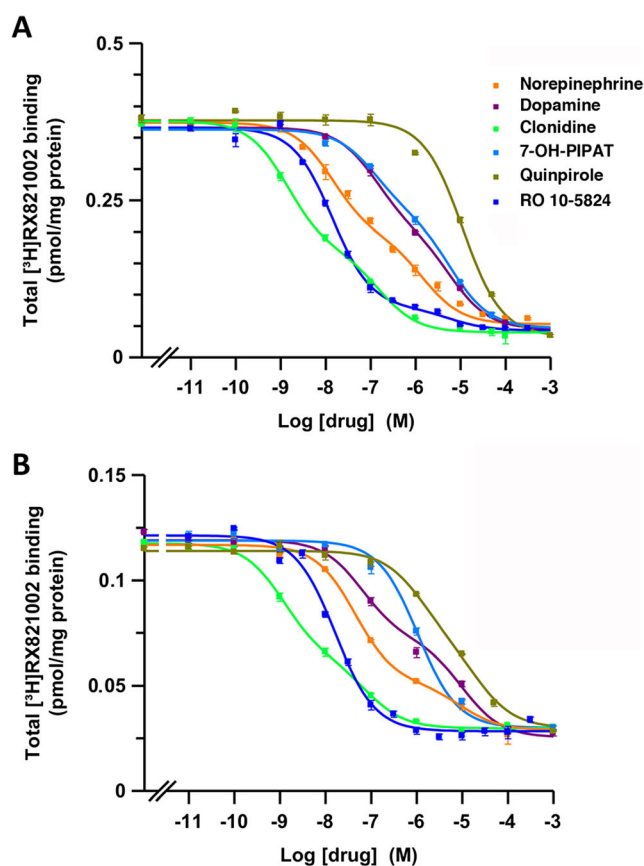 A
0.5
0.25
0
Total [³H]RX821002 binding
(pmol/mg protein)
Norepinephrine
Dopamine
Clonidine
7-OH-PIPAT
Quinpirole
RO 10-5824
-11 -10 -9 -8 -7 -6 -5 -4 -3
Log [drug] (M)
B
0.15
0.1
0.05
0
Total [³H]RX821002 binding
(pmol/mg protein)
-11 -10 -9 -8 -7 -6 -5 -4 -3
Log [drug] (M)